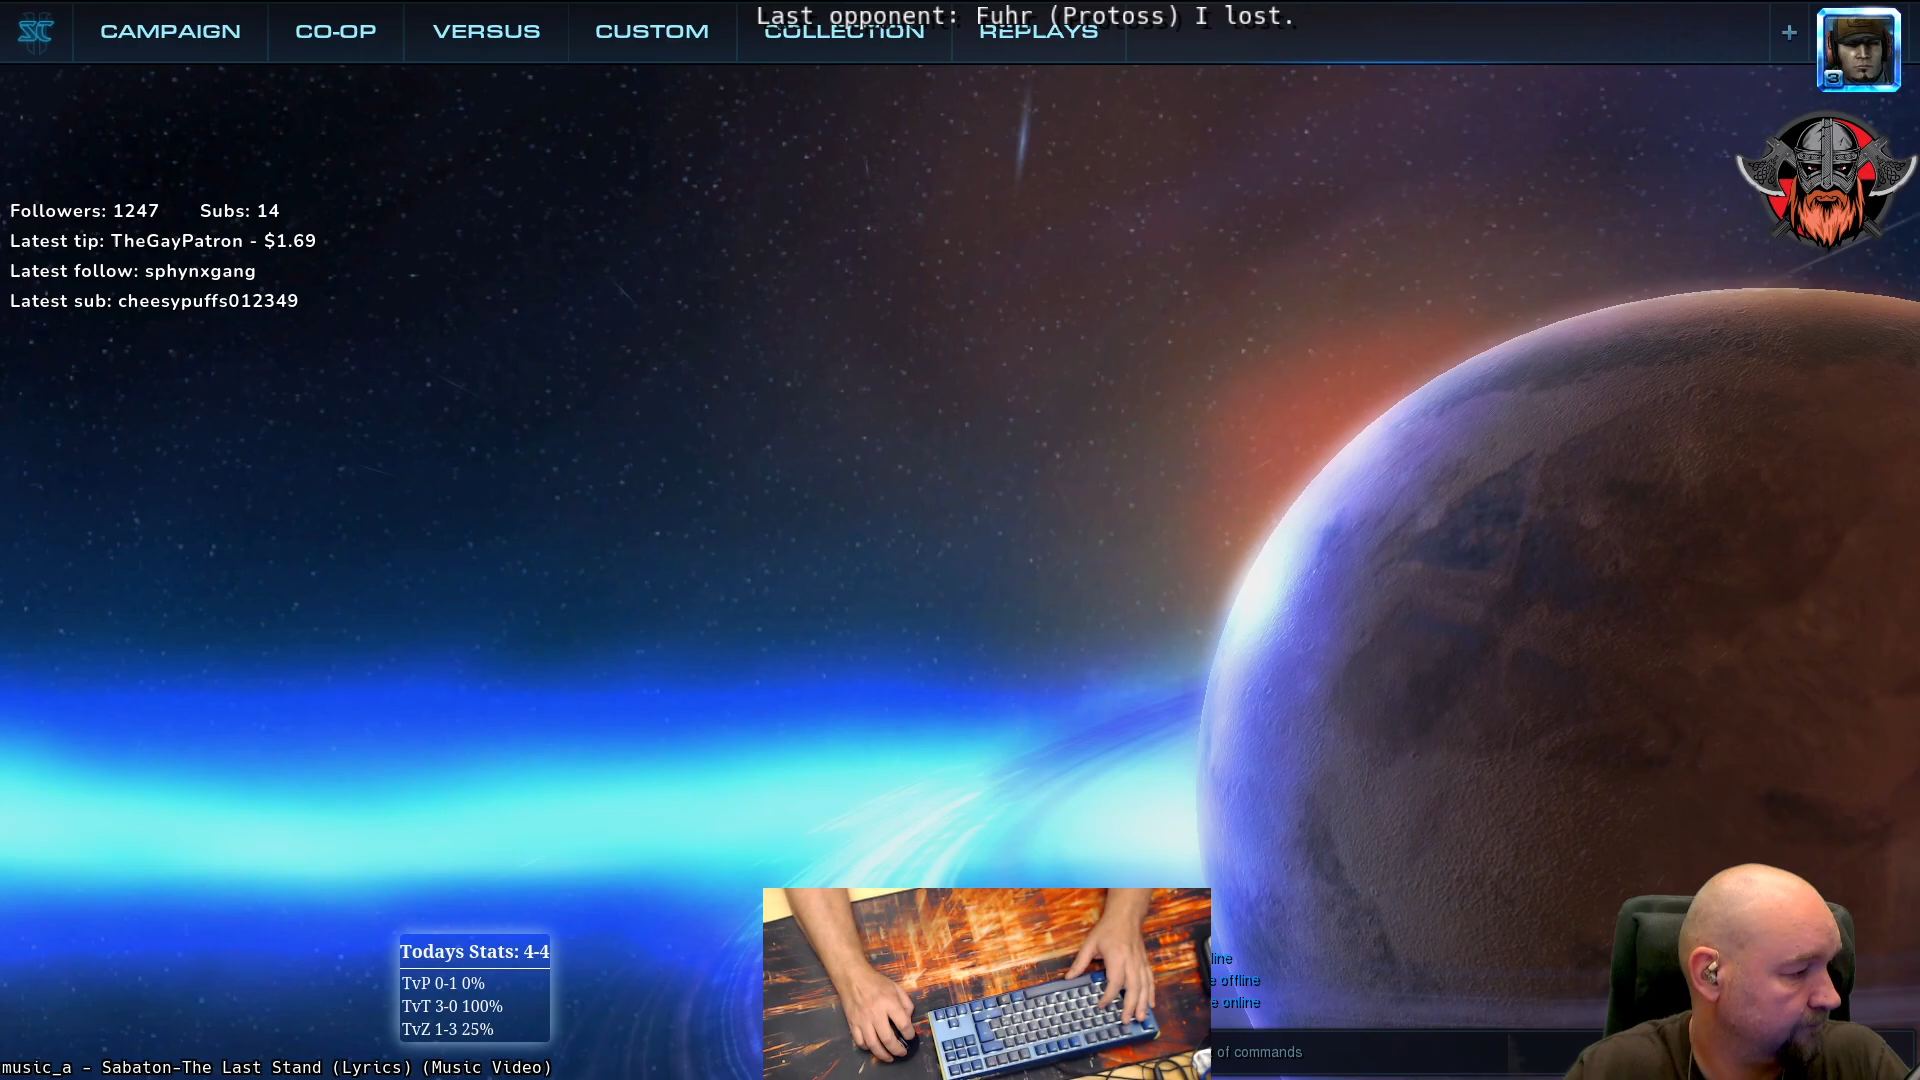 Last opponent: Fuhr (Protoss) I lost.
CAMPAIGN CO-OP VERSUS CUSTOM COLLECTION REPLAYS
+
3
Followers: 1247 Subs: 14
Latest tip: TheGayPatron - $1.69
Latest follow: sphynxgang
Latest sub: cheesypuffs012349
Todays Stats: 4-4
TvP 0-1 0%
TvT 3-0 100%
TvZ 1-3 25%
line
e offline
e online
of commands
music_a - Sabaton-The Last Stand (Lyrics) (Music Video)